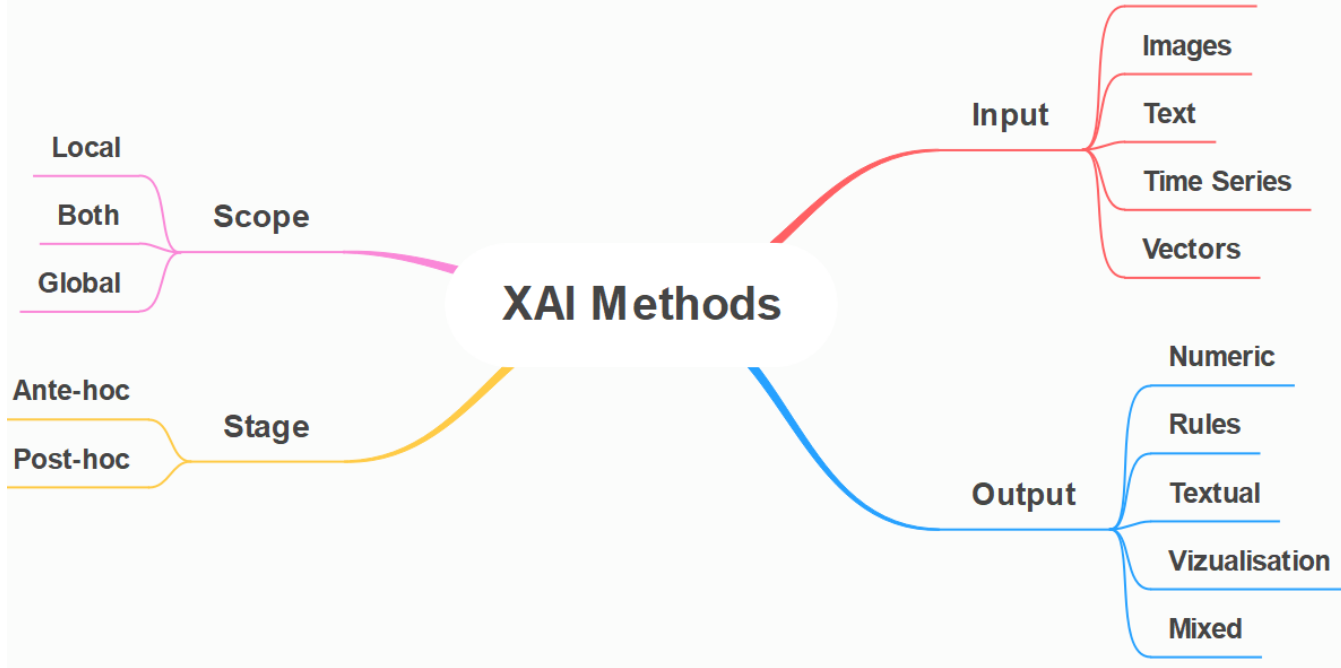 XAI Methods
Input
Images
Text
Time Series
Vectors
Output
Numeric
Rules
Textual
Vizualisation
Mixed
Scope
Local
Both
Global
Stage
Ante-hoc
Post-hoc